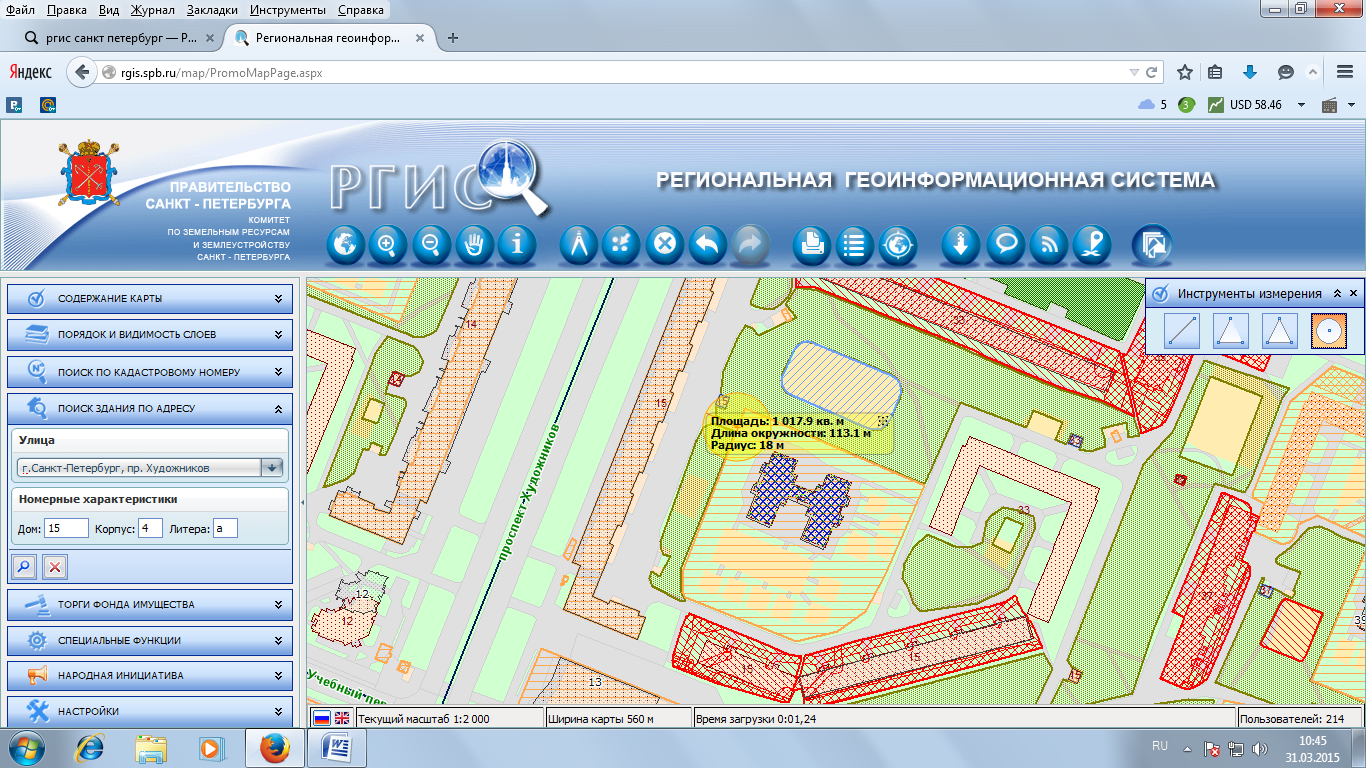 Файл Правка Вид Журнал Закладки Инструменты Справка
ргис санкт петербург — Р... × Региональная геоинфор... × +
Яндекс rgis.spb.ru/map/PromoMapPage.aspx
5 3 USD 58.46
ПРАВИТЕЛЬСТВО
САНКТ - ПЕТЕРБУРГА
КОМИТЕТ
ПО ЗЕМЕЛЬНЫМ РЕСУРСАМ
И ЗЕМЛЕУСТРОЙСТВУ
САНКТ - ПЕТЕРБУРГА
РГИС
РЕГИОНАЛЬНАЯ ГЕОИНФОРМАЦИОННАЯ СИСТЕМА
СОДЕРЖАНИЕ КАРТЫ
ПОРЯДОК И ВИДИМОСТЬ СЛОЕВ
ПОИСК ПО КАДАСТРОВОМУ НОМЕРУ
ПОИСК ЗДАНИЯ ПО АДРЕСУ
Улица
г.Санкт-Петербург, пр. Художников
Номерные характеристики
Дом: 15 Корпус: 4 Литера: а
ТОРГИ ФОНДА ИМУЩЕСТВА
СПЕЦИАЛЬНЫЕ ФУНКЦИИ
НАРОДНАЯ ИНИЦИАТИВА
НАСТРОЙКИ
Инструменты измерения
14
15
Площадь: 1 017.9 кв. м
Длина окружности: 113.1 м
Радиус: 18 м
проспект Художников
33
12
12
13
15
15
Учебный пе
Текущий масштаб 1:2 000 Ширина карты 560 м Время загрузки 0:01,24 Пользователей: 214
RU 10:45
31.03.2015